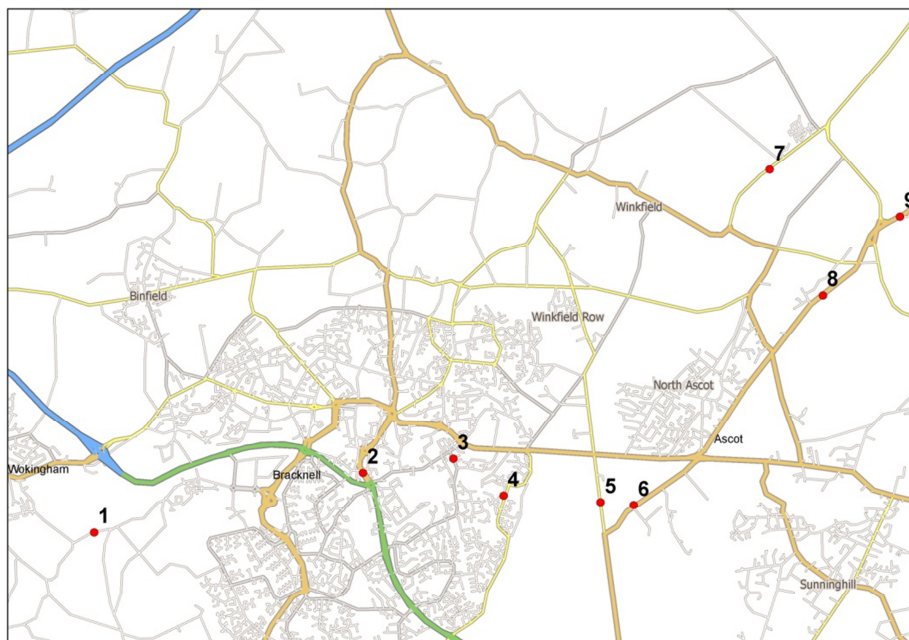 7
9
Winkfield
8
Binfield
Winkfield Row
North Ascot
Ascot
3
2
Wokingham
Bracknell
4
5
6
1
Sunninghill